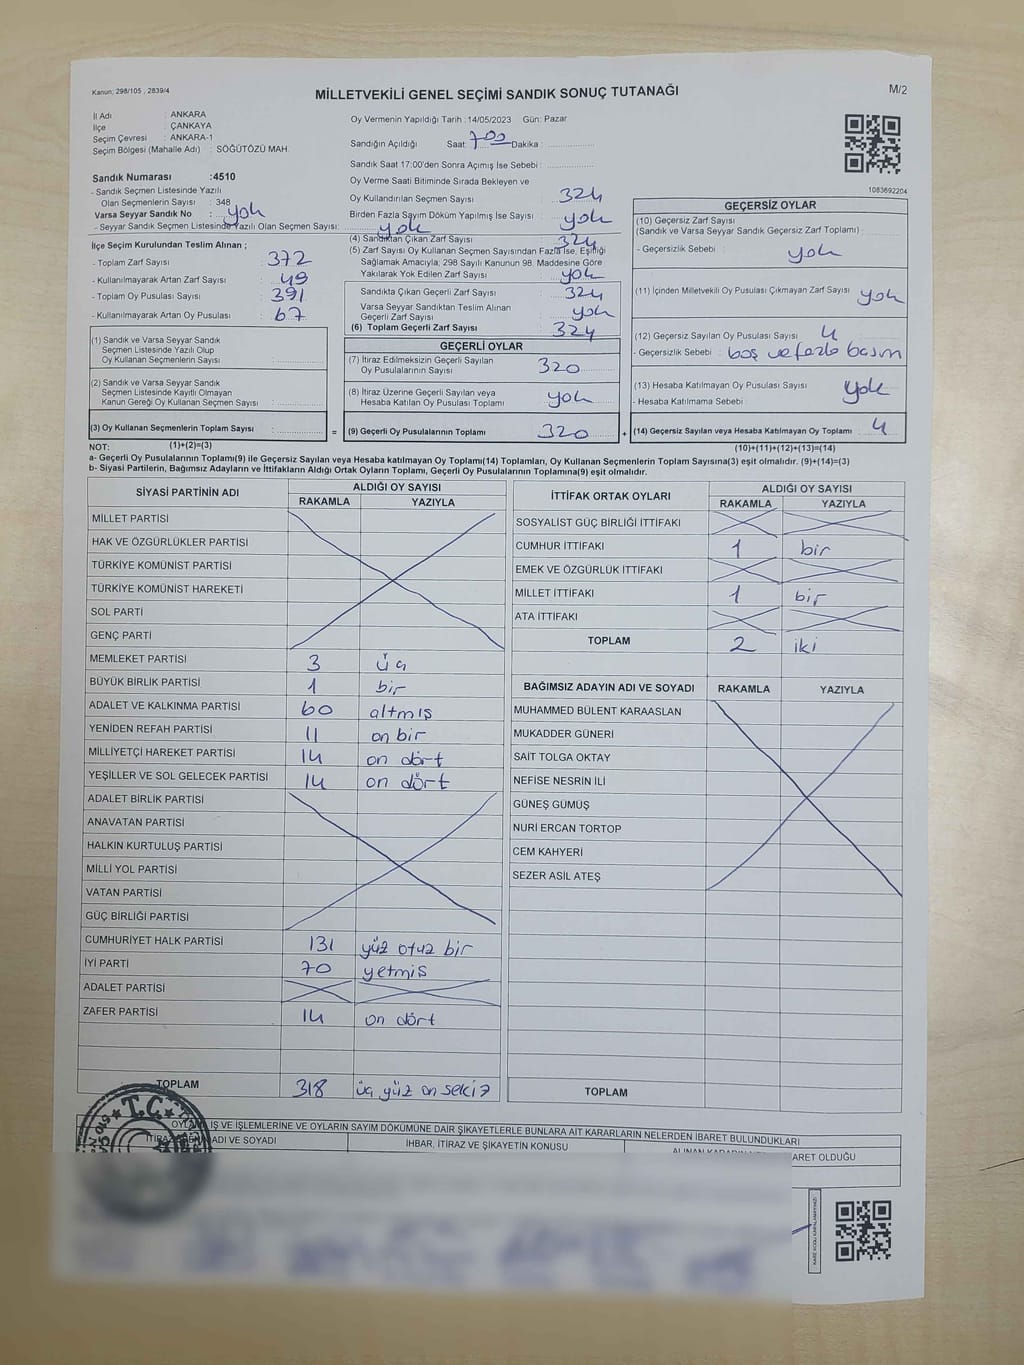 Kanun; 298/105 , 2839/4
MİLLETVEKİLİ GENEL SEÇİMİ SANDIK SONUÇ TUTANAĞI
M/2
İl Adı : ANKARA
İlçe : ÇANKAYA
Seçim Çevresi : ANKARA-1
Seçim Bölgesi (Mahalle Adı) : SÖĞÜTÖZÜ MAH.
Sandık Numarası :4510
- Sandık Seçmen Listesinde Yazılı
Olan Seçmenlerin Sayısı : 348
Varsa Seyyar Sandık No : yok
- Seyyar Sandık Seçmen Listesinde Yazılı Olan Seçmen Sayısı: yok
Oy Vermenin Yapıldığı Tarih : 14/05/2023 Gün: Pazar
Sandığın Açıldığı Saat 7:00 Dakika :
Sandık Saat 17:00'den Sonra Açımış İse Sebebi :
Oy Verme Saati Bitiminde Sırada Bekleyen ve
Oy Kullandırılan Seçmen Sayısı : 324
Birden Fazla Sayım Döküm Yapılmış İse Sayısı : yok
1083692204
İlçe Seçim Kurulundan Teslim Alınan ;
- Toplam Zarf Sayısı : 372
- Kullanılmayarak Artan Zarf Sayısı : 49
- Toplam Oy Pusulası Sayısı : 391
- Kullanılmayarak Artan Oy Pusulası : 67
(4) Sandıktan Çıkan Zarf Sayısı : 324
(5) Zarf Sayısı Oy Kullanan Seçmen Sayısından Fazla İse, Eşitliği
Sağlamak Amacıyla; 298 Sayılı Kanunun 98. Maddesine Göre
Yakılarak Yok Edilen Zarf Sayısı : yok
Sandıkta Çıkan Geçerli Zarf Sayısı : 324
Varsa Seyyar Sandıktan Teslim Alınan
Geçerli Zarf Sayısı : yok
(6) Toplam Geçerli Zarf Sayısı : 324
GEÇERSİZ OYLAR
(10) Geçersiz Zarf Sayısı
(Sandık ve Varsa Seyyar Sandık Geçersiz Zarf Toplamı) :
- Geçersizlik Sebebi : yok
(11) İçinden Milletvekili Oy Pusulası Çıkmayan Zarf Sayısı : yok
(12) Geçersiz Sayılan Oy Pusulası Sayısı : 4
- Geçersizlik Sebebi : boş ve fazla basım
(13) Hesaba Katılmayan Oy Pusulası Sayısı : yok
- Hesaba Katılmama Sebebi :
(14) Geçersiz Sayılan veya Hesaba Katılmayan Oy Toplamı : 4
(1) Sandık ve Varsa Seyyar Sandık
Seçmen Listesinde Yazılı Olup
Oy Kullanan Seçmenlerin Sayısı :
(2) Sandık ve Varsa Seyyar Sandık
Seçmen Listesinde Kayıtlı Olmayan
Kanun Gereği Oy Kullanan Seçmen Sayısı :
(3) Oy Kullanan Seçmenlerin Toplam Sayısı :
=
GEÇERLİ OYLAR
(7) İtiraz Edilmeksizin Geçerli Sayılan
Oy Pusulalarının Sayısı : 320
(8) İtiraz Üzerine Geçerli Sayılan veya
Hesaba Katılan Oy Pusulası Toplamı : yok
(9) Geçerli Oy Pusulalarının Toplamı : 320
+
NOT: (1)+(2)=(3)
(10)+(11)+(12)+(13)=(14)
a- Geçerli Oy Pusulaları Toplamı(9) ile Geçersiz Sayılan veya Hesaba katılmayan Oy Toplamı(14) Toplamları, Oy Kullanan Seçmenlerin Toplam Sayısına(3) eşit olmalıdır. (9)+(14)=(3)
b- Siyasi Partilerin, Bağımsız Adayların ve İttifakların Aldığı Ortak Oyların Toplamı, Geçerli Oy Pusulalarının Toplamına(9) eşit olmalıdır.
SİYASİ PARTİNİN ADI ALDIĞI OY SAYISI
RAKAMLA YAZIYLA
MİLLET PARTİSİ
HAK VE ÖZGÜRLÜKLER PARTİSİ
TÜRKİYE KOMÜNİST PARTİSİ
TÜRKİYE KOMÜNİST HAREKETİ
SOL PARTİ
GENÇ PARTİ
MEMLEKET PARTİSİ 3 üç
BÜYÜK BİRLİK PARTİSİ 1 bir
ADALET VE KALKINMA PARTİSİ 60 altmış
YENİDEN REFAH PARTİSİ 11 on bir
MİLLİYETÇİ HAREKET PARTİSİ 14 on dört
YEŞİLLER VE SOL GELECEK PARTİSİ 14 on dört
ADALET BİRLİK PARTİSİ
ANAVATAN PARTİSİ
HALKIN KURTULUŞ PARTİSİ
MİLLİ YOL PARTİSİ
VATAN PARTİSİ
GÜÇ BİRLİĞİ PARTİSİ
CUMHURİYET HALK PARTİSİ 131 yüz otuz bir
İYİ PARTİ 70 yetmiş
ADALET PARTİSİ
ZAFER PARTİSİ 14 on dört
TOPLAM 318 üç yüz on sekiz
İTTİFAK ORTAK OYLARI ALDIĞI OY SAYISI
RAKAMLA YAZIYLA
SOSYALİST GÜÇ BİRLİĞİ İTTİFAKI
CUMHUR İTTİFAKI 1 bir
EMEK VE ÖZGÜRLÜK İTTİFAKI
MİLLET İTTİFAKI 1 bir
ATA İTTİFAKI
TOPLAM 2 iki
BAĞIMSIZ ADAYIN ADI VE SOYADI RAKAMLA YAZIYLA
MUHAMMED BÜLENT KARAASLAN
MUKADDER GÜNERİ
SAİT TOLGA OKTAY
NEFİSE NESRİN İLİ
GÜNEŞ GÜMÜŞ
NURİ ERCAN TORTOP
CEM KAHYERİ
SEZER ASİL ATEŞ
TOPLAM
T.C.
İŞ VE İŞLEMLERİNE VE OYLARIN SAYIM DÖKÜMÜNE DAİR ŞİKAYETLERLE BUNLARA AİT KARARLARIN NELERDEN İBARET BULUNDUKLARI
ADI VE SOYADI İHBAR, İTİRAZ VE ŞİKAYETİN KONUSU
OLDUĞU